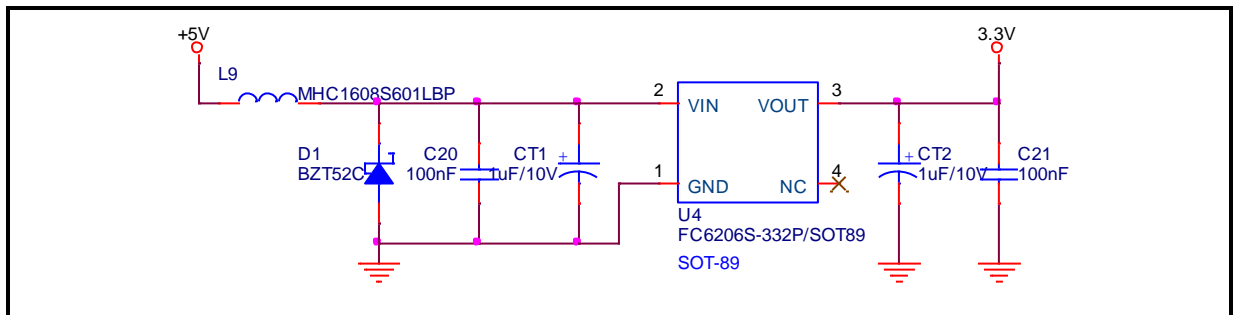 +5V
3.3V
L9
MHC1608S601LBP
2
3
VIN
VOUT
D1
BZT52C
C20
100nF
CT1
+
1uF/10V
1
4
GND
NC
+
CT2
1uF/10V
C21
100nF
U4
FC6206S-332P/SOT89
SOT-89